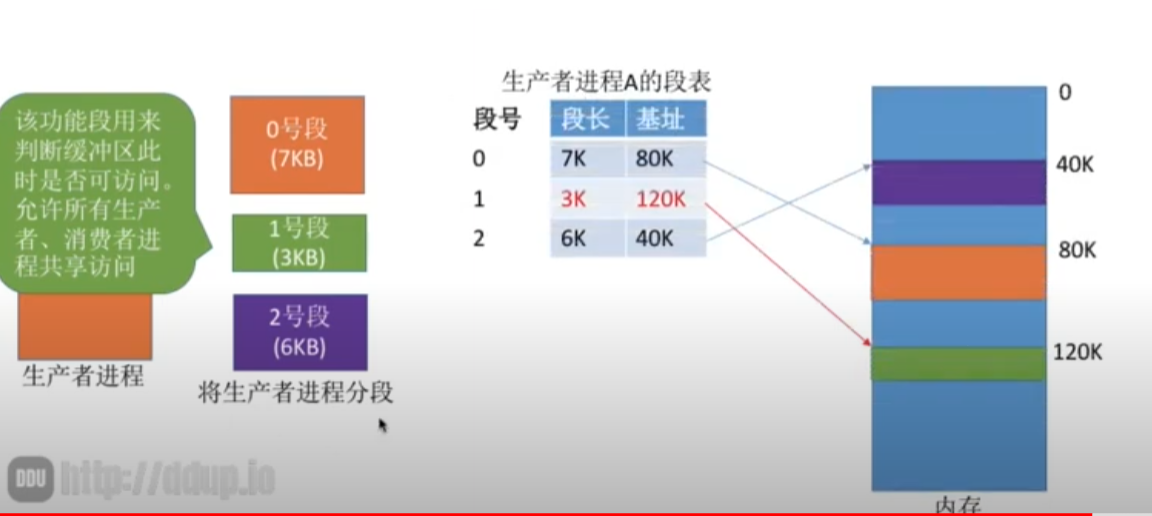 该功能段用来
判断缓冲区此
时是否可访问。
允许所有生产
者、消费者进
程共享访问
生产者进程
0号段
(7KB)
1号段
(3KB)
2号段
(6KB)
将生产者进程分段
生产者进程A的段表
段号 段长 基址
0 7K 80K
1 3K 120K
2 6K 40K
0
40K
80K
120K
内存
DDU http://ddup.io